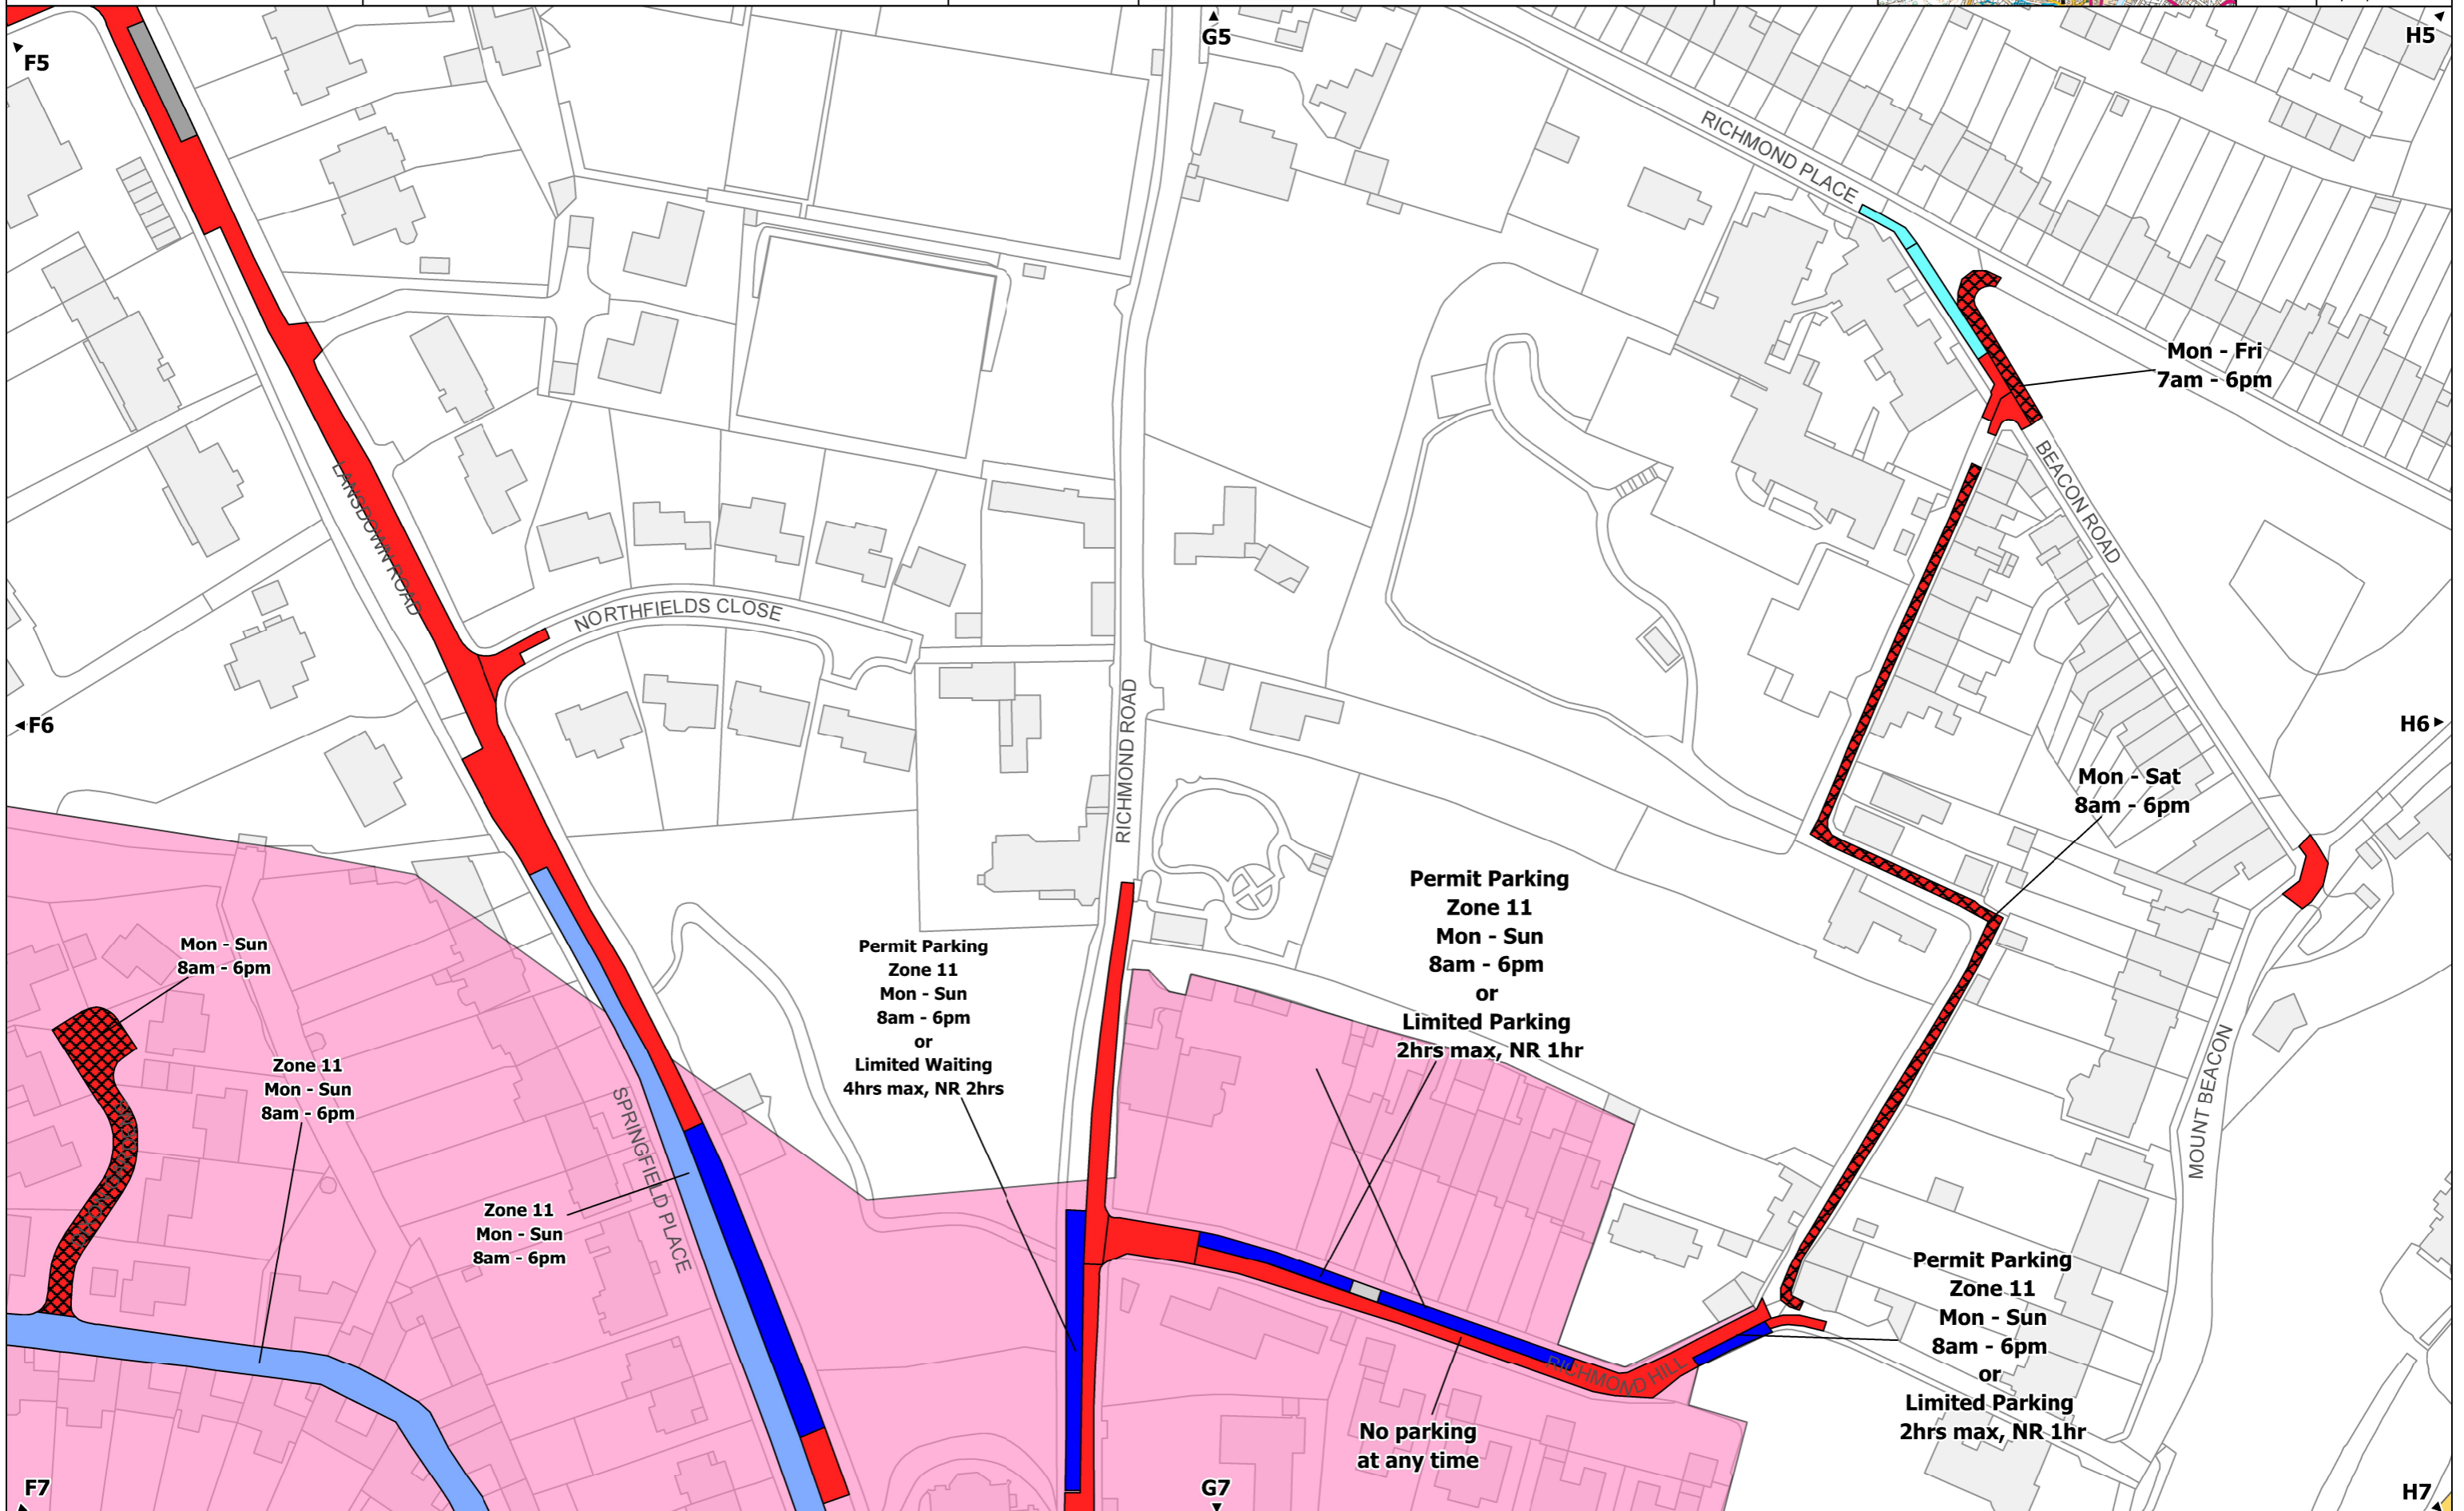 G5
F5
H5
RICHMOND PLACE
Mon - Fri
7am - 6pm
BEACON ROAD
LANSDOWN ROAD
NORTHFIELDS CLOSE
F6
RICHMOND ROAD
H6
Mon - Sat
8am - 6pm
Permit Parking
Zone 11
Mon - Sun
8am - 6pm
or
Limited Parking
2hrs max, NR 1hr
Mon - Sun
8am - 6pm
Permit Parking
Zone 11
Mon - Sun
8am - 6pm
or
Limited Waiting
4hrs max, NR 2hrs
Zone 11
Mon - Sun
8am - 6pm
SPRINGFIELD PLACE
MOUNT BEACON
Zone 11
Mon - Sun
8am - 6pm
Permit Parking
Zone 11
Mon - Sun
8am - 6pm
or
Limited Parking
2hrs max, NR 1hr
RICHMOND HILL
No parking
at any time
F7
G7
H7